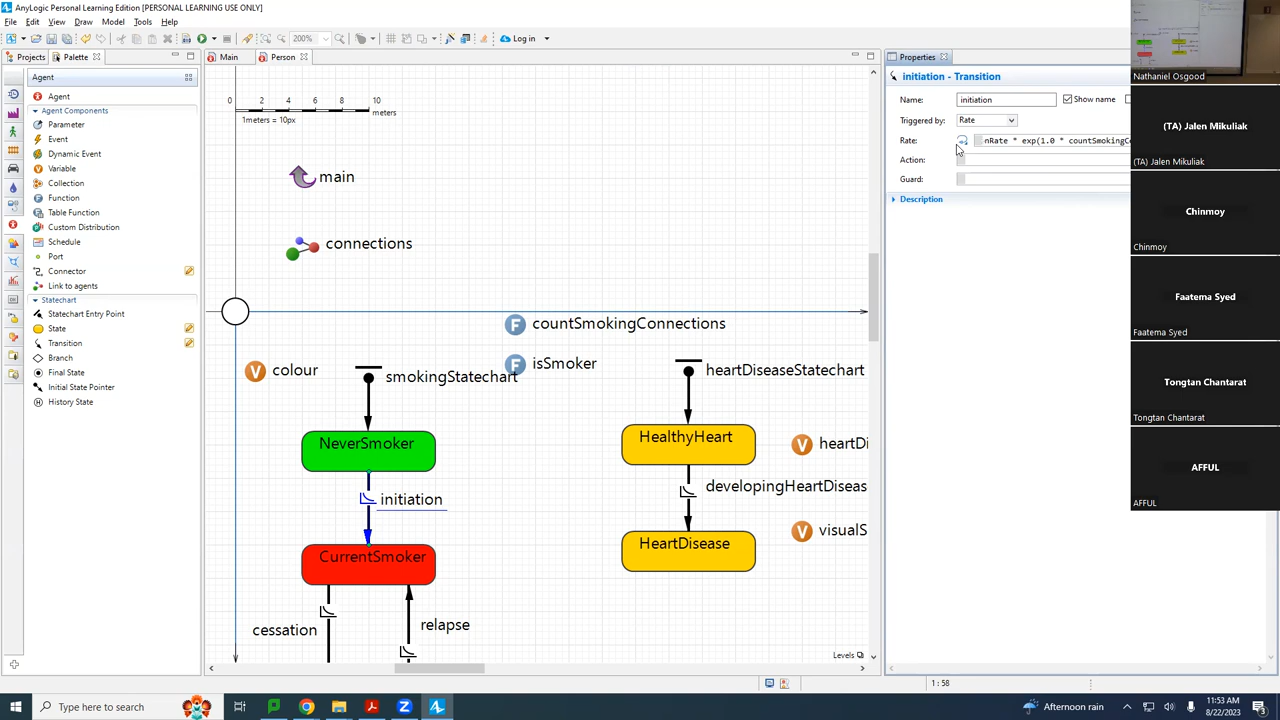 AnyLogic Personal Learning Edition [PERSONAL LEARNING USE ONLY]
File Edit View Draw Model Tools Help
200% Log in
Projects Palette
Main Person
Properties
Agent
Agent
Agent Components
Parameter
Event
Dynamic Event
Variable
Collection
Function
Table Function
Custom Distribution
Schedule
Port
Connector
Link to agents
Statechart
Statechart Entry Point
State
Transition
Branch
Final State
Initial State Pointer
History State
0 2 4 6 8 10
meters
1meters = 10px
main
connections
countSmokingConnections
isSmoker
colour
smokingStatechart
heartDiseaseStatechart
NeverSmoker
HealthyHeart
heartDi
initiation
developingHeartDiseas
CurrentSmoker
HeartDisease
visualS
cessation
relapse
Levels
initiation - Transition
Name: initiation Show name
Triggered by: Rate
Rate: nRate * exp(1.0 * countSmokingCo
Action:
Guard:
Description
1 : 58
Nathaniel Osgood
(TA) Jalen Mikuliak
(TA) Jalen Mikuliak
Chinmoy
Chinmoy
Faatema Syed
Faatema Syed
Tongtan Chantarat
Tongtan Chantarat
AFFUL
AFFUL
Type here to search
Afternoon rain
11:53 AM
8/22/2023
3